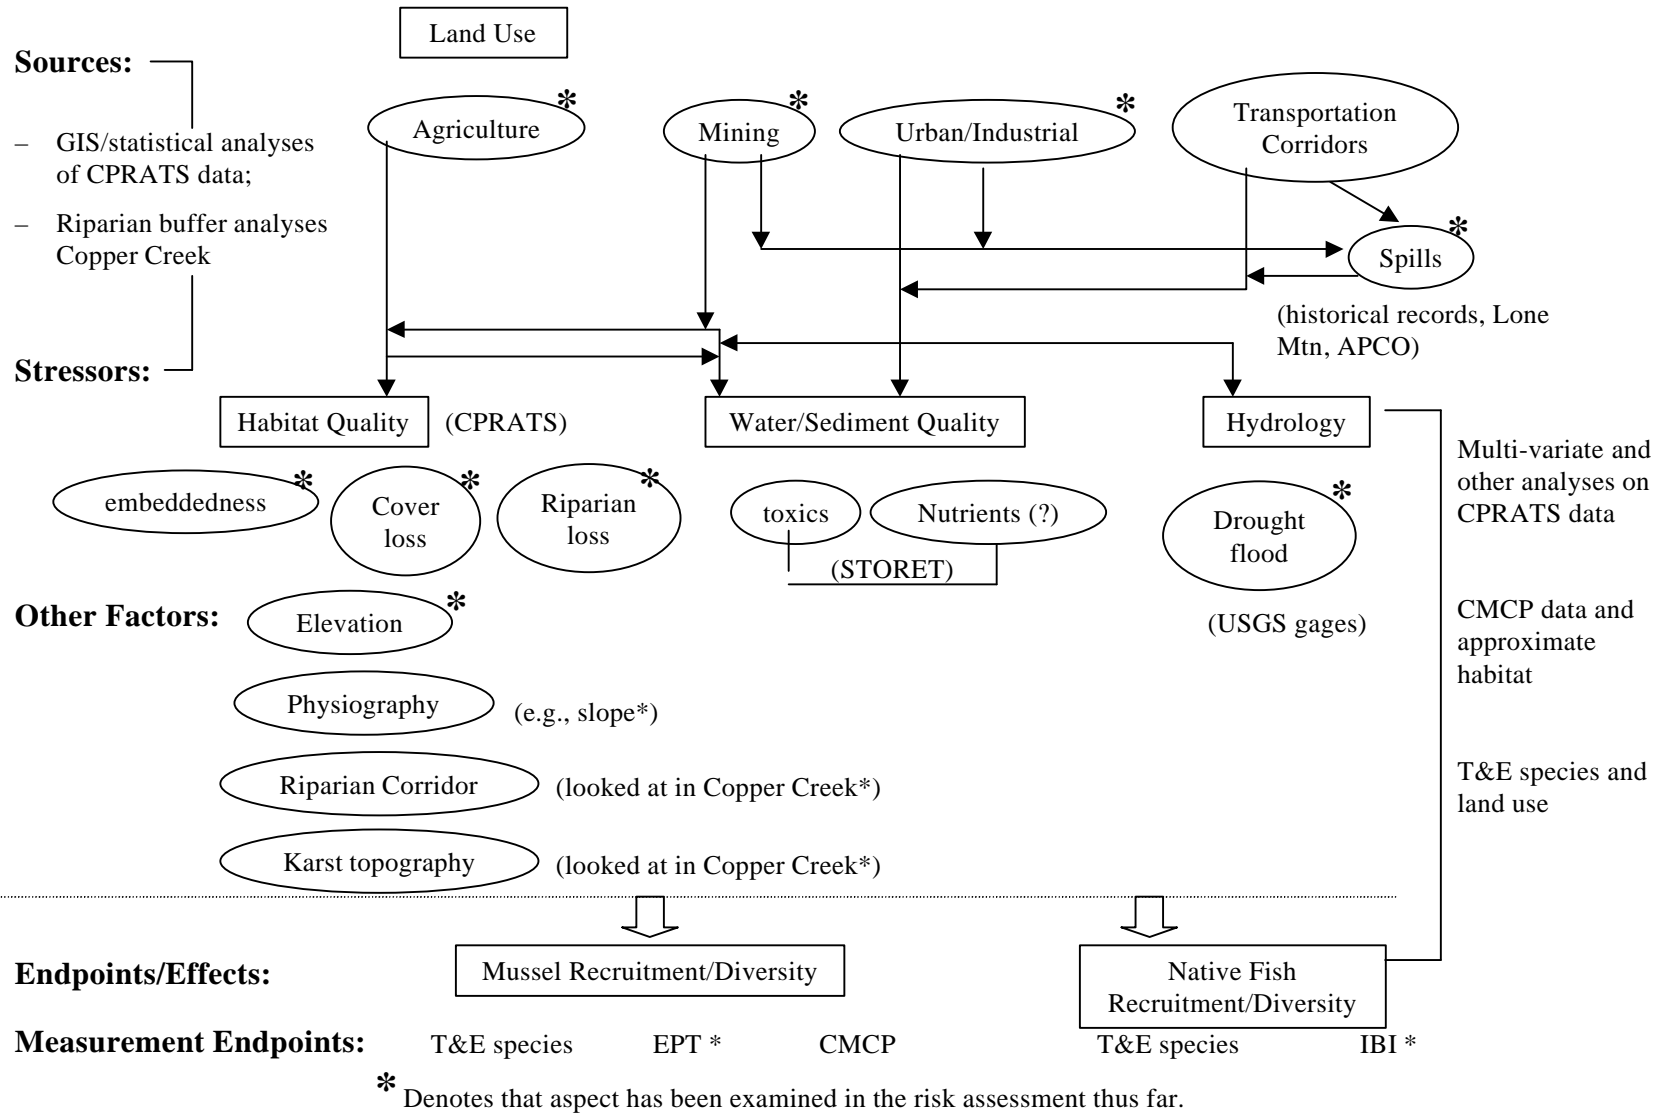 Land Use
Sources:
Agriculture *
Mining *
Urban/Industrial *
Transportation
Corridors
– GIS/statistical analyses
of CPRATS data;
– Riparian buffer analyses
Copper Creek
Spills *
(historical records, Lone
Mtn, APCO)
Stressors:
Habitat Quality (CPRATS)
Water/Sediment Quality
Hydrology
Multi-variate and
other analyses on
CPRATS data
embeddedness *
Cover
loss *
Riparian
loss *
toxics
Nutrients (?)
(STORET)
Drought
flood *
(USGS gages)
CMCP data and
approximate
habitat
Other Factors:
Elevation *
Physiography (e.g., slope*)
Riparian Corridor (looked at in Copper Creek*)
T&E species and
land use
Karst topography (looked at in Copper Creek*)
Endpoints/Effects:
Mussel Recruitment/Diversity
Native Fish
Recruitment/Diversity
Measurement Endpoints: T&E species EPT * CMCP T&E species IBI *
* Denotes that aspect has been examined in the risk assessment thus far.